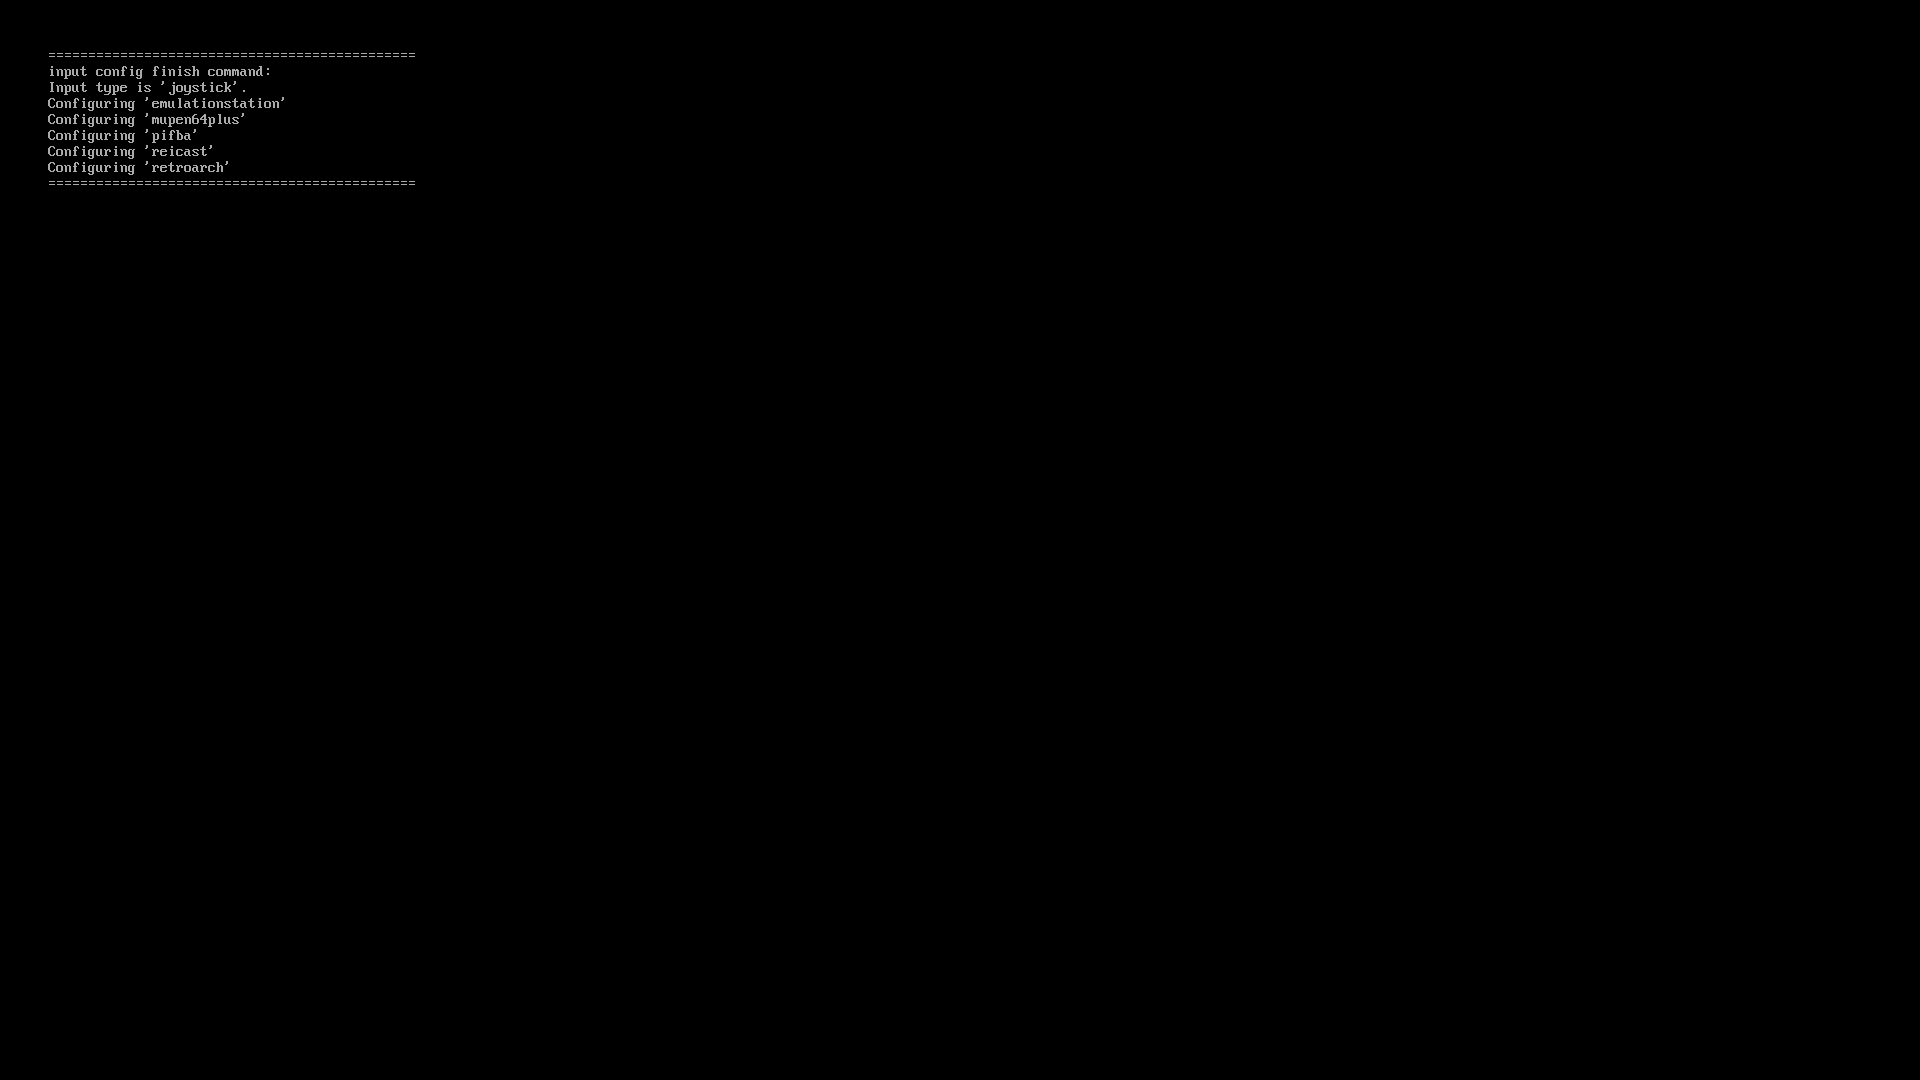 ==============================================
input config finish command:
Input type is 'joystick'.
Configuring 'emulationstation'
Configuring 'mupen64plus'
Configuring 'pifba'
Configuring 'reicast'
Configuring 'retroarch'
==============================================